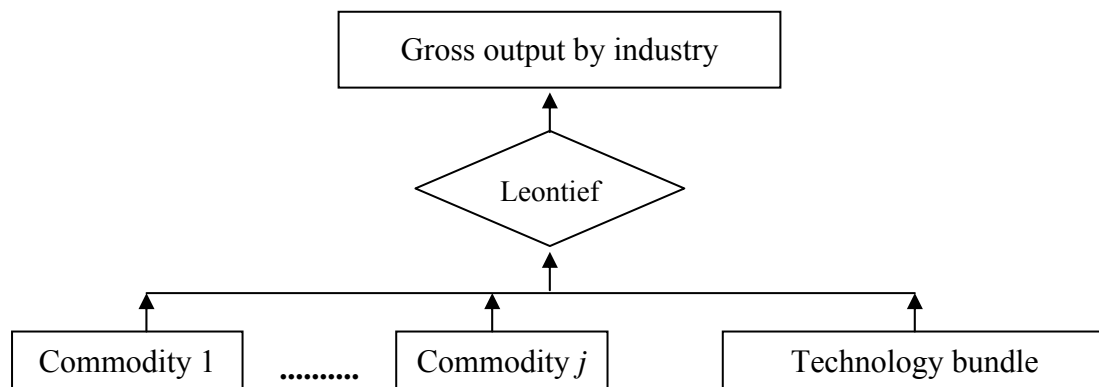 Gross output by industry
Leontief
Commodity 1 .......... Commodity j Technology bundle